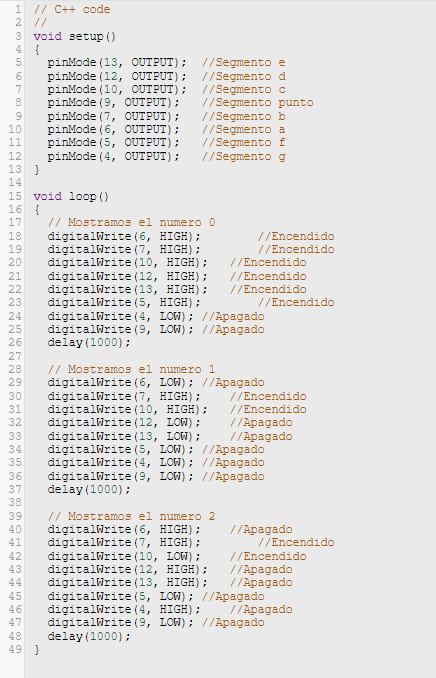 1 // C++ code
2 //
3 void setup()
4 {
5 pinMode(13, OUTPUT); //Segmento e
6 pinMode(12, OUTPUT); //Segmento d
7 pinMode(10, OUTPUT); //Segmento c
8 pinMode(9, OUTPUT); //Segmento punto
9 pinMode(7, OUTPUT); //Segmento b
10 pinMode(6, OUTPUT); //Segmento a
11 pinMode(5, OUTPUT); //Segmento f
12 pinMode(4, OUTPUT); //Segmento g
13 }
14
15 void loop()
16 {
17 // Mostramos el numero 0
18 digitalWrite(6, HIGH); //Encendido
19 digitalWrite(7, HIGH); //Encendido
20 digitalWrite(10, HIGH); //Encendido
21 digitalWrite(12, HIGH); //Encendido
22 digitalWrite(13, HIGH); //Encendido
23 digitalWrite(5, HIGH); //Encendido
24 digitalWrite(4, LOW); //Apagado
25 digitalWrite(9, LOW); //Apagado
26 delay(1000);
27
28 // Mostramos el numero 1
29 digitalWrite(6, LOW); //Apagado
30 digitalWrite(7, HIGH); //Encendido
31 digitalWrite(10, HIGH); //Encendido
32 digitalWrite(12, LOW); //Apagado
33 digitalWrite(13, LOW); //Apagado
34 digitalWrite(5, LOW); //Apagado
35 digitalWrite(4, LOW); //Apagado
36 digitalWrite(9, LOW); //Apagado
37 delay(1000);
38
39 // Mostramos el numero 2
40 digitalWrite(6, HIGH); //Apagado
41 digitalWrite(7, HIGH); //Encendido
42 digitalWrite(10, LOW); //Encendido
43 digitalWrite(12, HIGH); //Apagado
44 digitalWrite(13, HIGH); //Apagado
45 digitalWrite(5, LOW); //Apagado
46 digitalWrite(4, HIGH); //Apagado
47 digitalWrite(9, LOW); //Apagado
48 delay(1000);
49 }